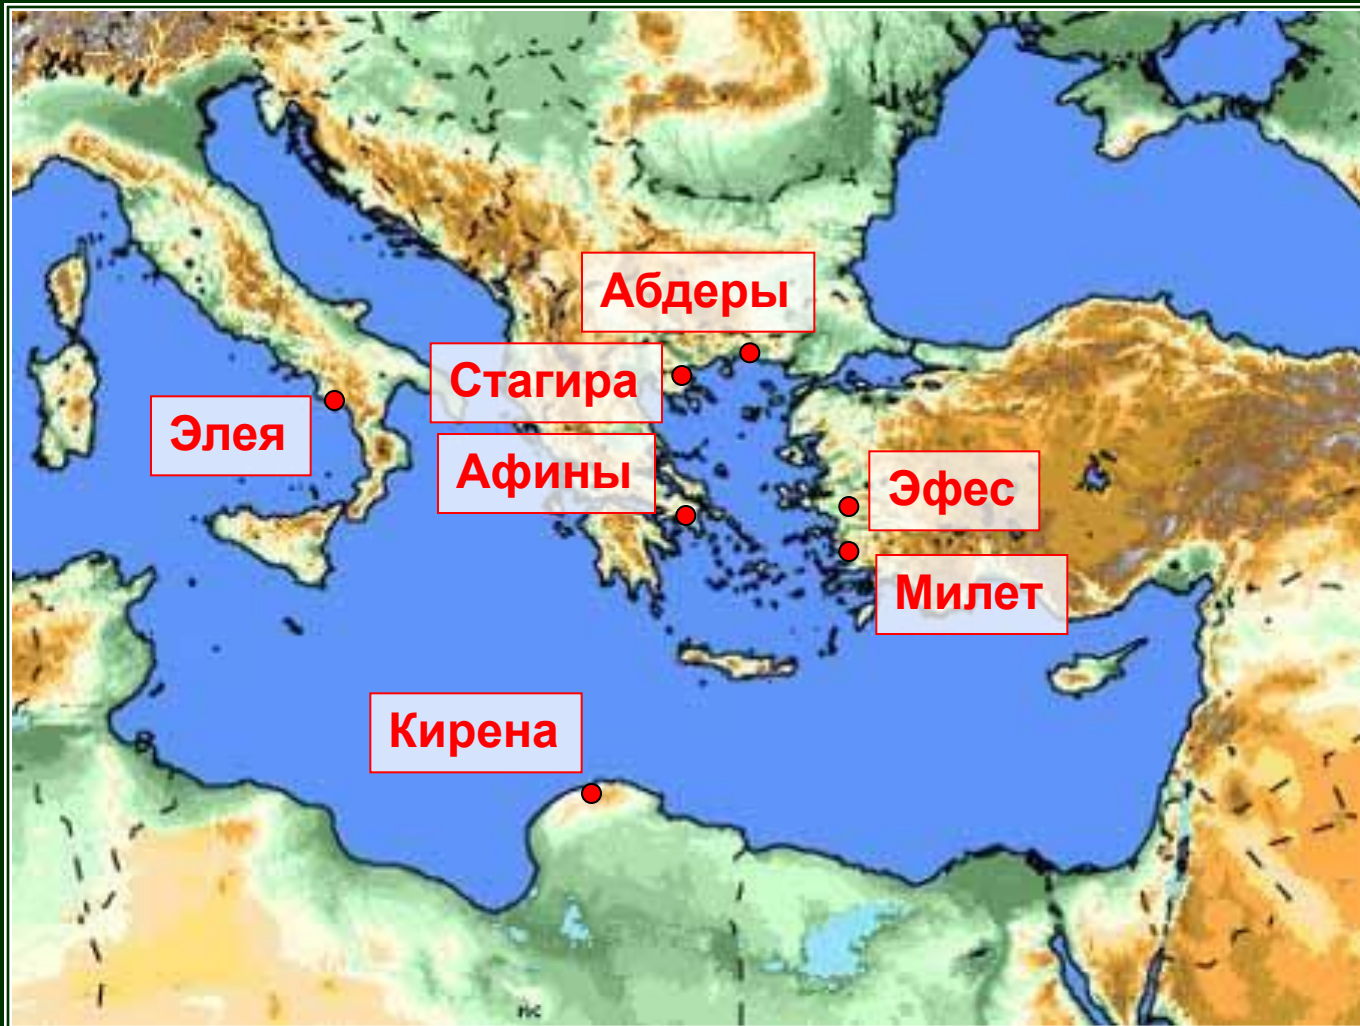 Абдеры
Стагира
Элея
Афины
Эфес
Милет
Кирена